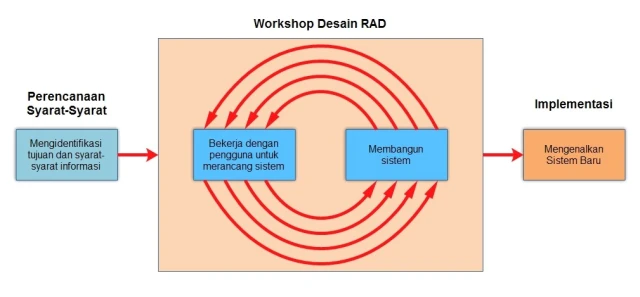 Workshop Desain RAD
Perencanaan
Syarat-Syarat
Mengidentifikasi
tujuan dan syarat-
syarat informasi
Bekerja dengan
pengguna untuk
merancang sistem
Membangun
sistem
Implementasi
Mengenalkan
Sistem Baru